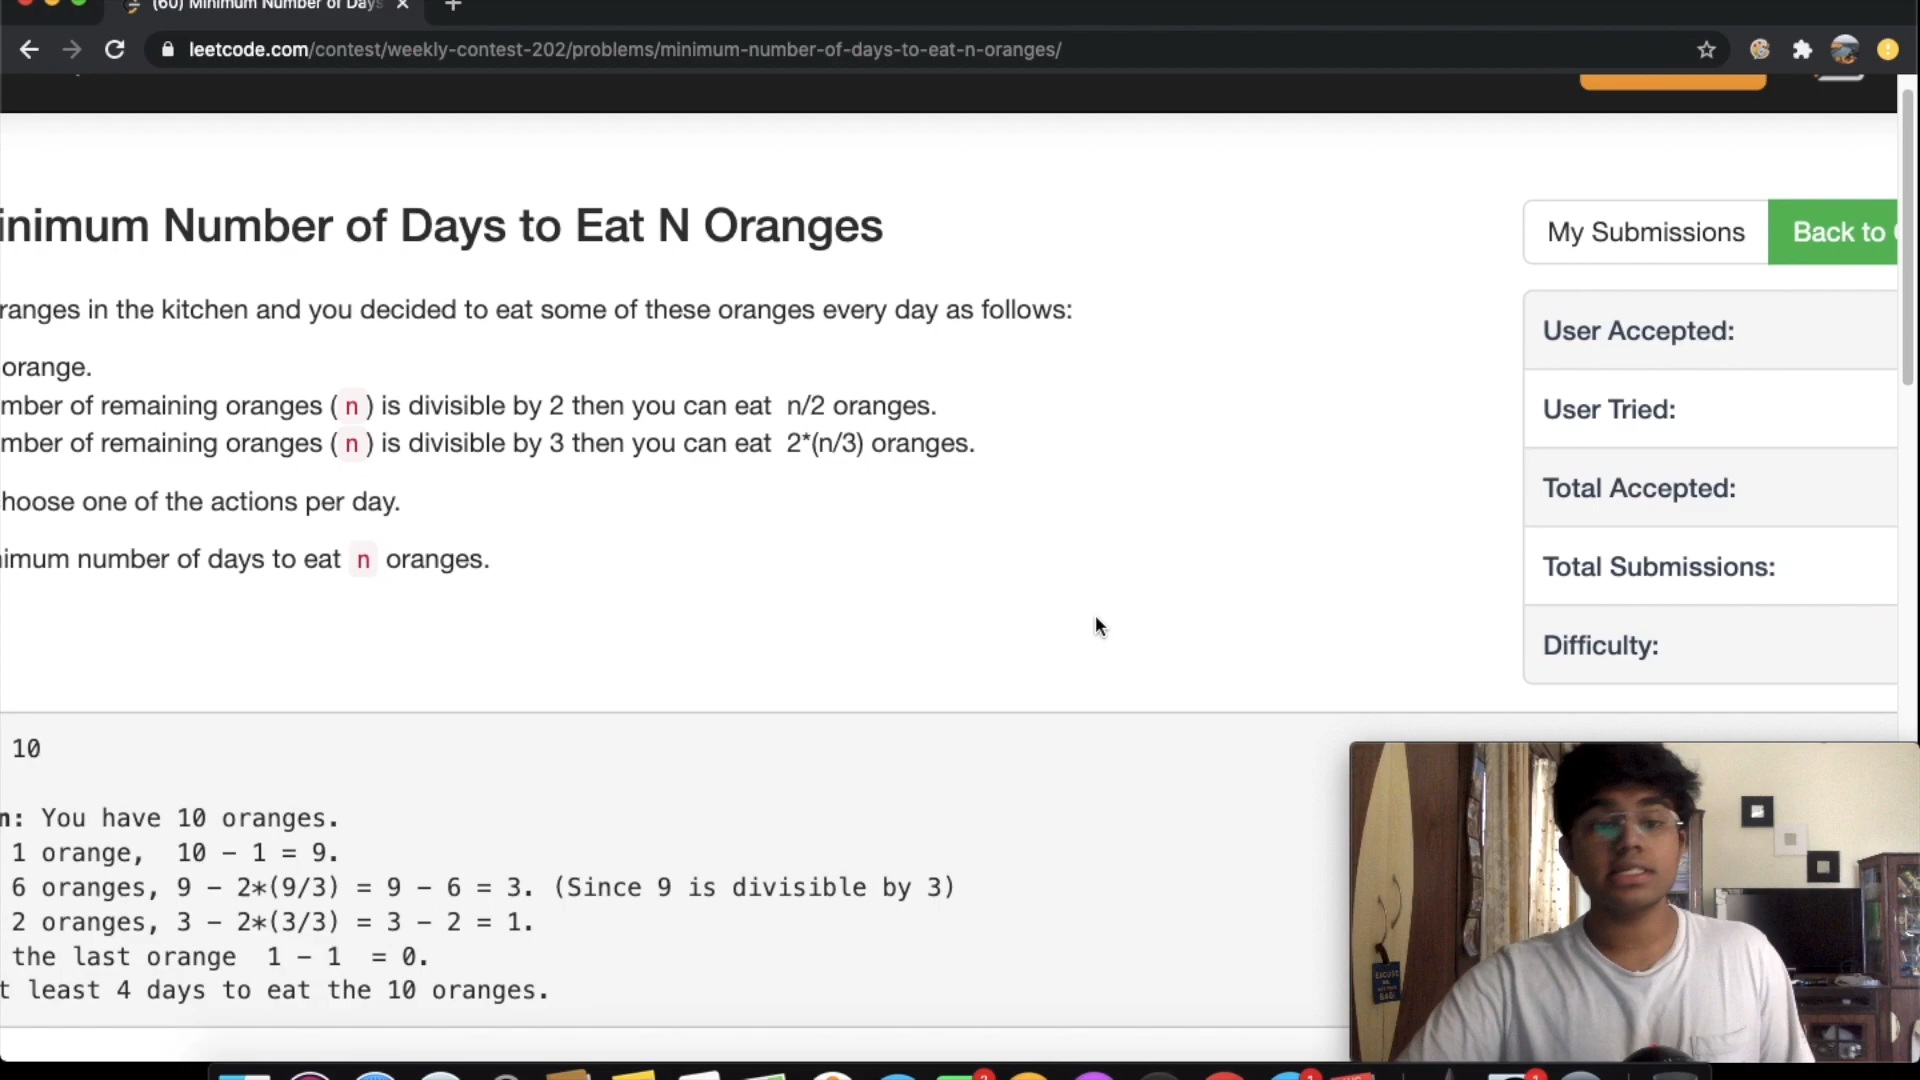 (60) Minimum Number of Days
leetcode.com/contest/weekly-contest-202/problems/minimum-number-of-days-to-eat-n-oranges/
inimum Number of Days to Eat N Oranges
My Submissions
Back to
ranges in the kitchen and you decided to eat some of these oranges every day as follows:
User Accepted:
orange.
mber of remaining oranges (n) is divisible by 2 then you can eat n/2 oranges.
User Tried:
mber of remaining oranges (n) is divisible by 3 then you can eat 2*(n/3) oranges.
Total Accepted:
hoose one of the actions per day.
nimum number of days to eat n oranges.
Total Submissions:
Difficulty:
10
n: You have 10 oranges.
1 orange, 10 - 1 = 9.
6 oranges, 9 - 2*(9/3) = 9 - 6 = 3. (Since 9 is divisible by 3)
2 oranges, 3 - 2*(3/3) = 3 - 2 = 1.
the last orange 1 - 1 = 0.
t least 4 days to eat the 10 oranges.